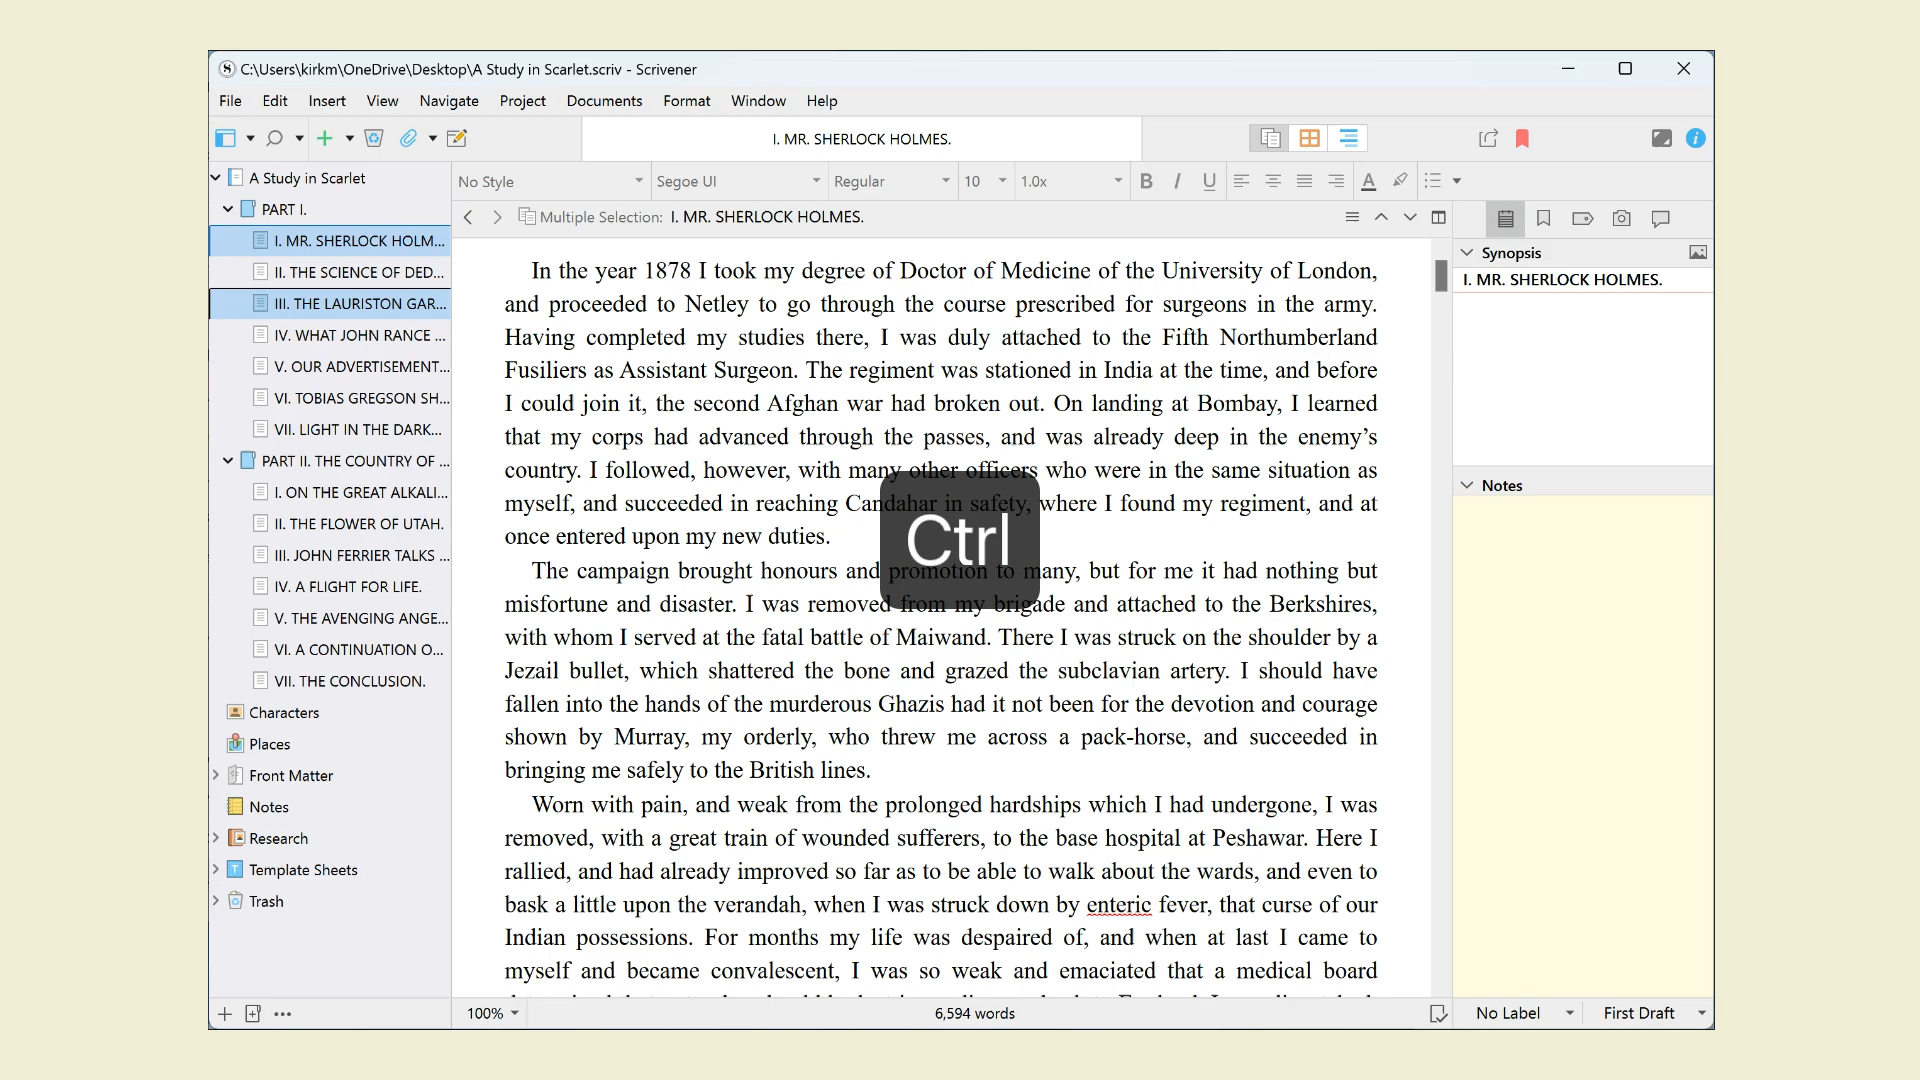 C:\Users\kirkm\OneDrive\Desktop\A Study in Scarlet.scriv - Scrivener
File Edit Insert View Navigate Project Documents Format Window Help
I. MR. SHERLOCK HOLMES.
A Study in Scarlet
PART I.
I. MR. SHERLOCK HOLM...
II. THE SCIENCE OF DED...
III. THE LAURISTON GAR...
IV. WHAT JOHN RANCE ...
V. OUR ADVERTISEMENT...
VI. TOBIAS GREGSON SH...
VII. LIGHT IN THE DARK...
PART II. THE COUNTRY OF ...
I. ON THE GREAT ALKALI...
II. THE FLOWER OF UTAH.
III. JOHN FERRIER TALKS ...
IV. A FLIGHT FOR LIFE.
V. THE AVENGING ANGE...
VI. A CONTINUATION O...
VII. THE CONCLUSION.
Characters
Places
Front Matter
Notes
Research
Template Sheets
Trash
No Style Segoe UI Regular 10 1.0x B I U A
Multiple Selection: I. MR. SHERLOCK HOLMES.
In the year 1878 I took my degree of Doctor of Medicine of the University of London,
and proceeded to Netley to go through the course prescribed for surgeons in the army.
Having completed my studies there, I was duly attached to the Fifth Northumberland
Fusiliers as Assistant Surgeon. The regiment was stationed in India at the time, and before
I could join it, the second Afghan war had broken out. On landing at Bombay, I learned
that my corps had advanced through the passes, and was already deep in the enemy’s
country. I followed, however, with many other officers who were in the same situation as
myself, and succeeded in reaching Candahar in safety, where I found my regiment, and at
once entered upon my new duties.
The campaign brought honours and promotion to many, but for me it had nothing but
misfortune and disaster. I was removed from my brigade and attached to the Berkshires,
with whom I served at the fatal battle of Maiwand. There I was struck on the shoulder by a
Jezail bullet, which shattered the bone and grazed the subclavian artery. I should have
fallen into the hands of the murderous Ghazis had it not been for the devotion and courage
shown by Murray, my orderly, who threw me across a pack-horse, and succeeded in
bringing me safely to the British lines.
Worn with pain, and weak from the prolonged hardships which I had undergone, I was
removed, with a great train of wounded sufferers, to the base hospital at Peshawar. Here I
rallied, and had already improved so far as to be able to walk about the wards, and even to
bask a little upon the verandah, when I was struck down by enteric fever, that curse of our
Indian possessions. For months my life was despaired of, and when at last I came to
myself and became convalescent, I was so weak and emaciated that a medical board
Ctrl
Synopsis
I. MR. SHERLOCK HOLMES.
Notes
100%
6,594 words
No Label
First Draft